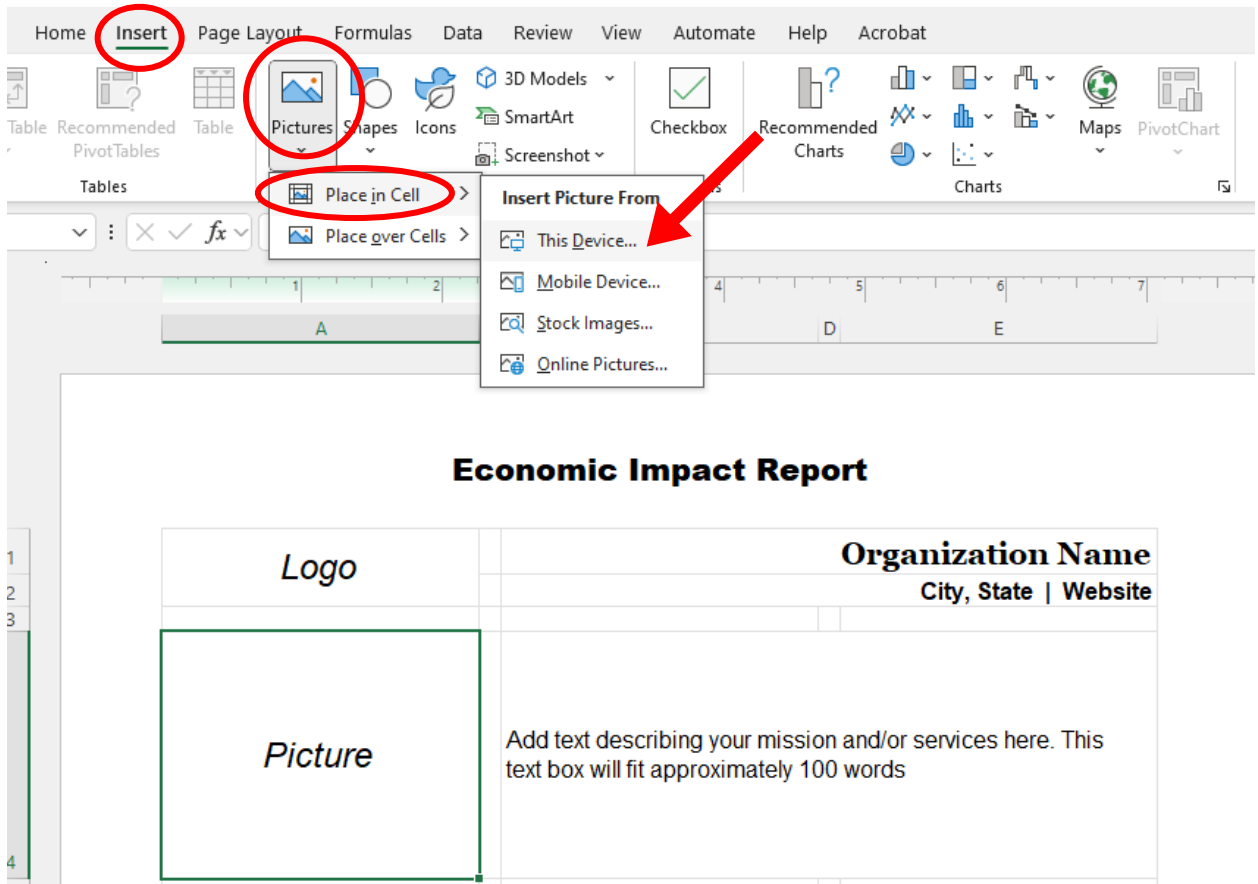 Home Insert Page Layout Formulas Data Review View Automate Help Acrobat
Table Recommended PivotTables Table
Pictures Shapes Icons
3D Models
SmartArt
Screenshot
Checkbox
Recommended Charts
Maps PivotChart
Tables
Charts
Place in Cell
Place over Cells
Insert Picture From
This Device...
Mobile Device...
Stock Images...
Online Pictures...
fx
1 2 4 5 6 7
A D E
Economic Impact Report
1
Logo
Organization Name
2
City, State | Website
3
Picture
Add text describing your mission and/or services here. This
text box will fit approximately 100 words
4